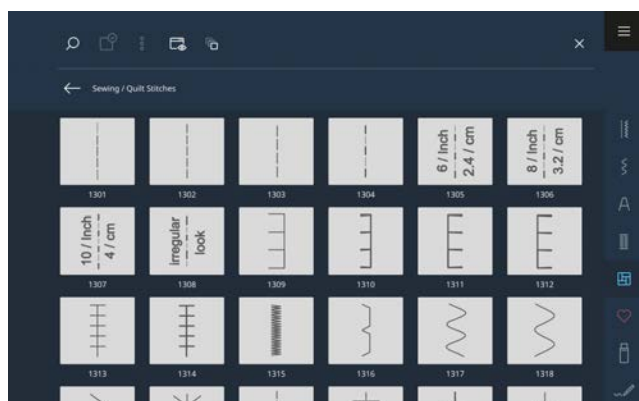 Sewing / Quilt Stitches
6 / Inch
2.4 / cm
8 / Inch
3.2 / cm
1301 1302 1303 1304 1305 1306
10 / Inch
4 / cm
irregular
look
1307 1308 1309 1310 1311 1312
1313 1314 1315 1316 1317 1318